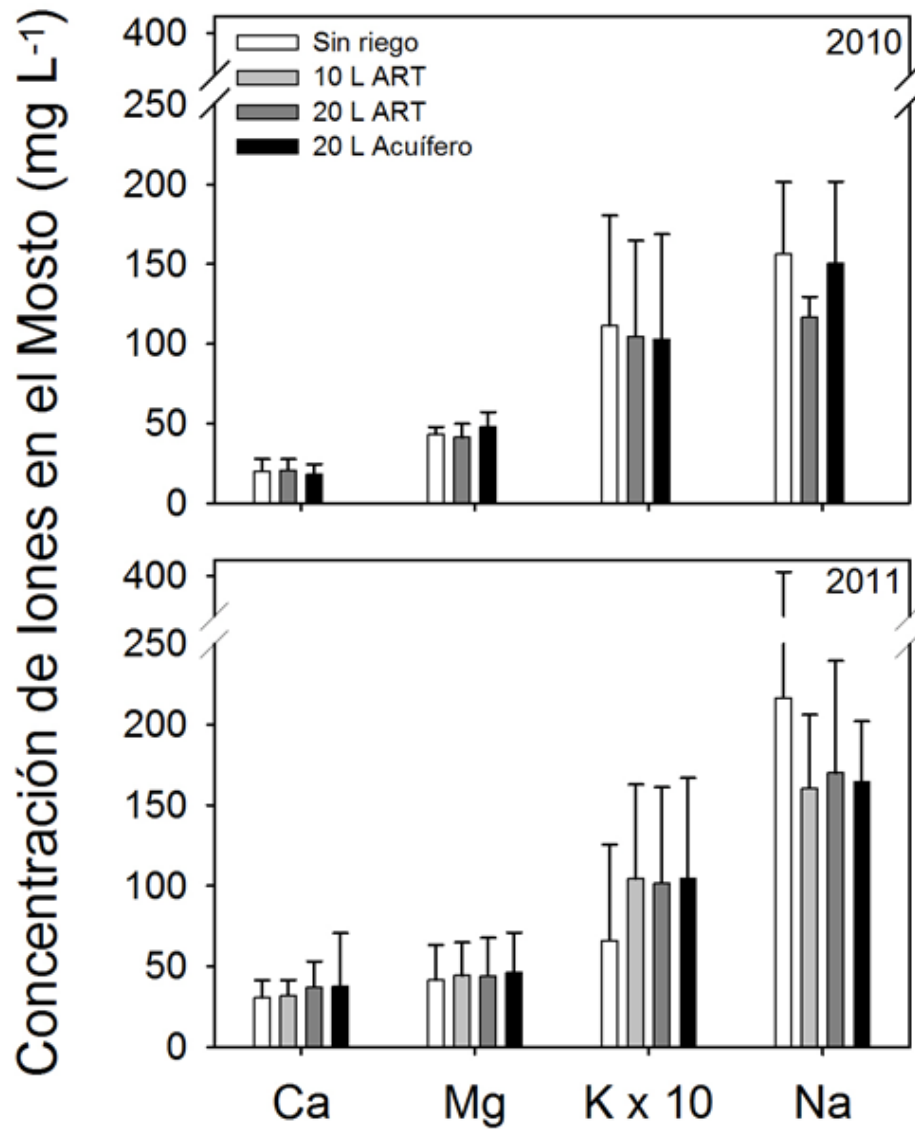 Concentración de Iones en el Mosto (mg L-1)
400
250
200
150
100
50
0
Sin riego
10 L ART
20 L ART
20 L Acuífero
2010
400
250
200
150
100
50
0
2011
Ca Mg K x 10 Na